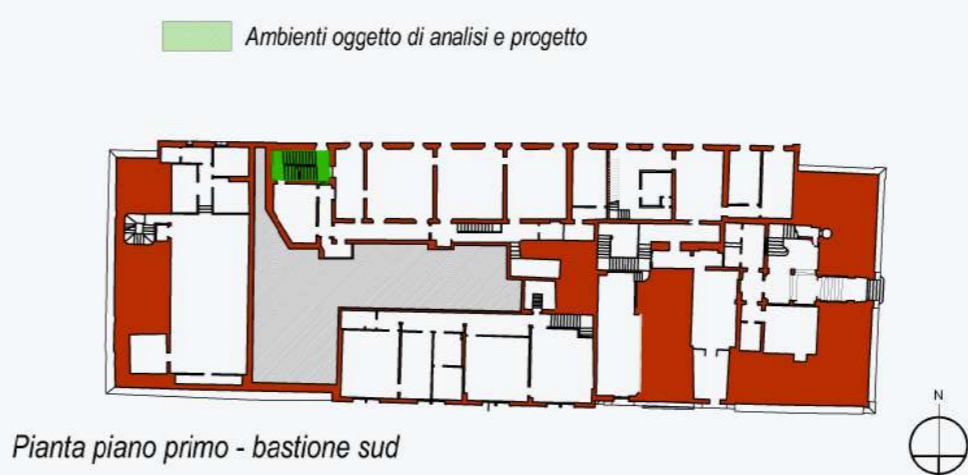 Ambienti oggetto di analisi e progetto
Pianta piano primo - bastione sud
N